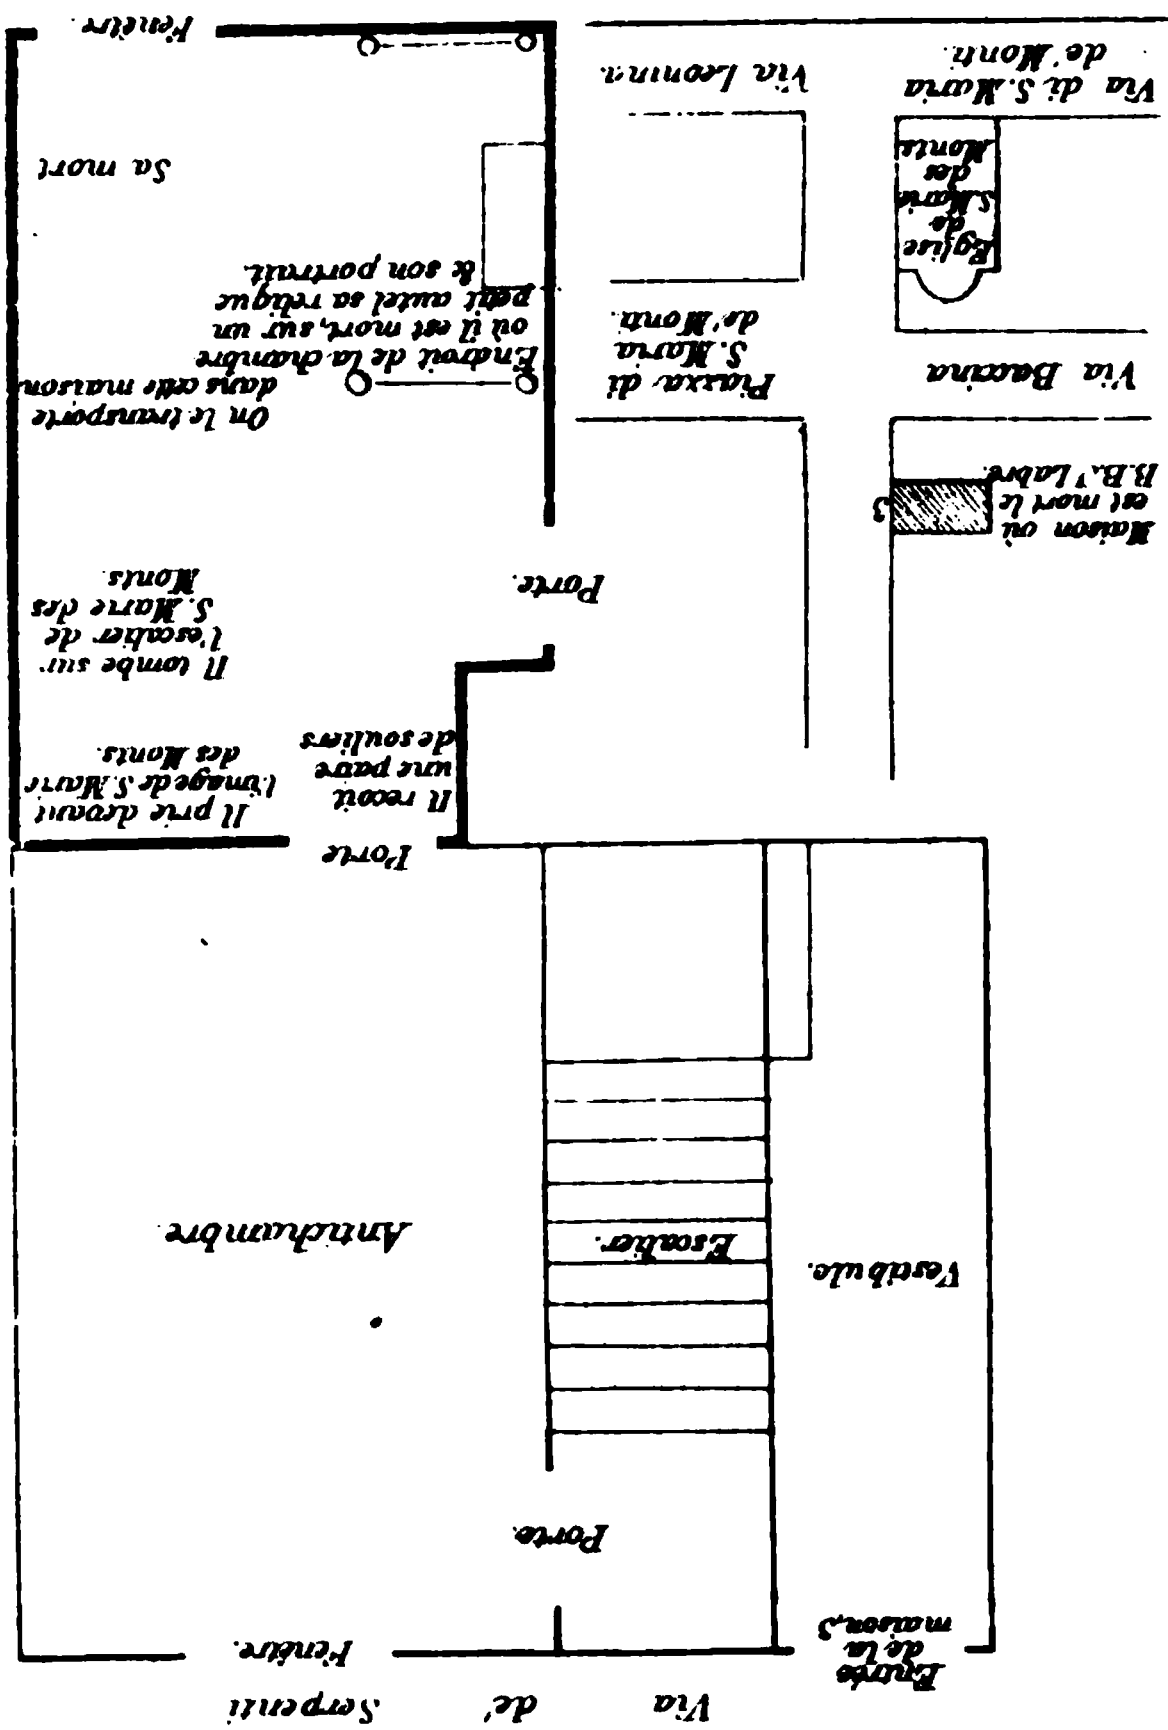 Via de' Serpenti
Entrée
de la
maison, 3
Fenêtre.
Porte.
Vestibule.
Escalier.
Antichambre
Porte
Il prie devant
l'image de S. Marie
des Monts.
Il recoit
une paire
de souliers
Il tombe sur
l'escalier de
S. Marie des
Monts.
Porte.
On le transporte
dans cette maison
Endroit de la chambre
où il est mort, sur un
petit autel sa relique
& son portrait.
Sa mort
Fenêtre.
Maison où
est mort le
B.B. Labre
3
Via Baccina
Piazza di
S. Maria
de' Monti.
Eglise
de
S. Marie
des
Monts
Via di S. Maria
de' Monti.
Via Leonina.